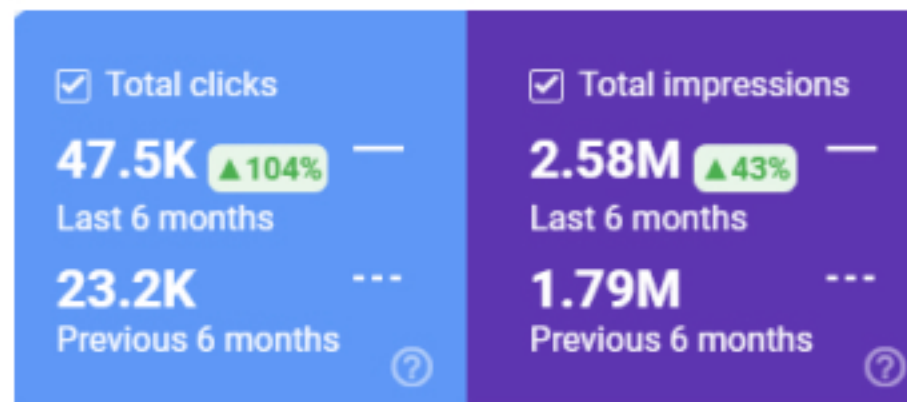 Total clicks
47.5K ▲104%
Last 6 months
23.2K
Previous 6 months
Total impressions
2.58M ▲43%
Last 6 months
1.79M
Previous 6 months